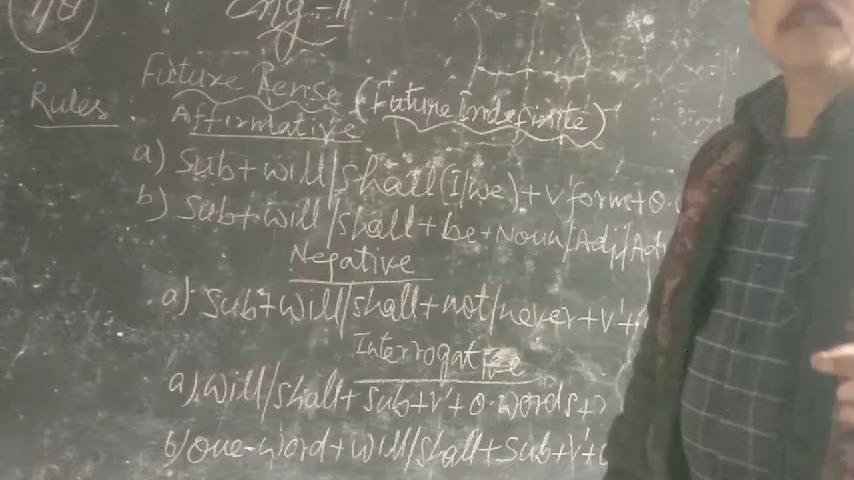 Eng-II
Future Tense (Future Indefinite)
Rules
Affirmative
a) Sub+will/shall(I/we)+V'form+O.
b) Sub+will/shall+be+Noun/Adj/Ad
Negative
a) Sub+will/shall+not/never+V'+
Interrogative
a) Will/shall+Sub+V'+O.words+?
b) One-word+will/shall+Sub+V'+